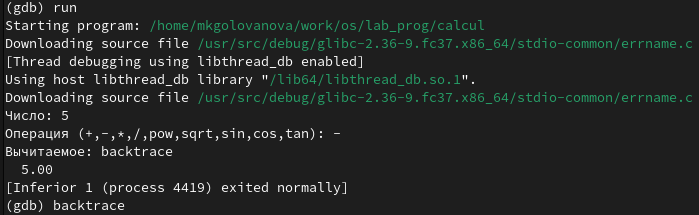 (gdb) run
Starting program: /home/mkgolovanova/work/os/lab_prog/calcul
Downloading source file /usr/src/debug/glibc-2.36-9.fc37.x86_64/stdio-common/errname.c
[Thread debugging using libthread_db enabled]
Using host libthread_db library "/lib64/libthread_db.so.1".
Downloading source file /usr/src/debug/glibc-2.36-9.fc37.x86_64/stdio-common/errname.c
Число: 5
Операция (+,-,*,/,pow,sqrt,sin,cos,tan): -
Вычитаемое: backtrace
  5.00
[Inferior 1 (process 4419) exited normally]
(gdb) backtrace